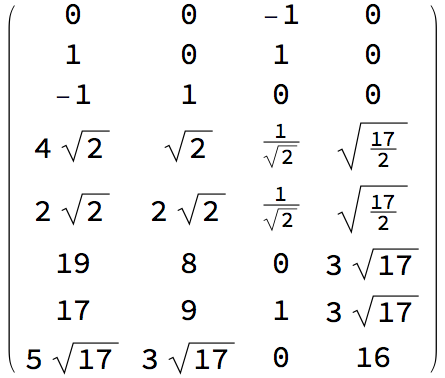 0 0 -1 0
1 0 1 0
-1 1 0 0
4 √2 √2 1/√2 √(17/2)
2 √2 2 √2 1/√2 √(17/2)
19 8 0 3 √17
17 9 1 3 √17
5 √17 3 √17 0 16